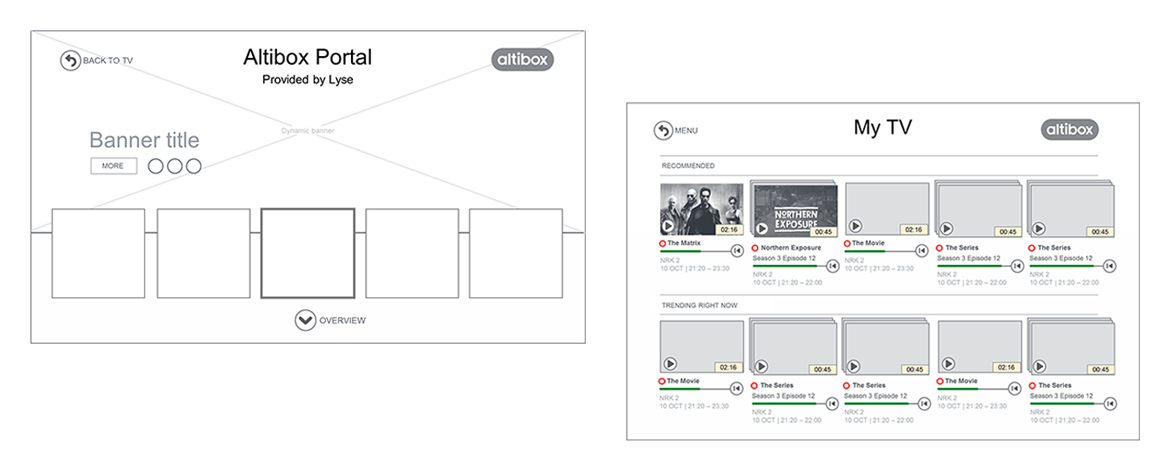 BACK TO TV
Altibox Portal
altibox
Provided by Lyse
Dynamic banner
Banner title
MORE
OVERVIEW
MENU
My TV
altibox
RECOMMENDED
02:16
NORTHERN
EXPOSURE
00:45
02:16
00:45
00:45
The Matrix
NRK 2
10 OCT | 21:20 – 23:30
Northern Exposure
Season 3 Episode 12
NRK 2
10 OCT | 21:20 – 22:00
The Movie
NRK 2
10 OCT | 21:20 – 23:30
The Series
Season 3 Episode 12
NRK 2
10 OCT | 21:20 – 22:00
The Series
Season 3 Episode 12
NRK 2
10 OCT | 21:20 – 22:00
TRENDING RIGHT NOW
02:16
00:45
00:45
02:16
00:45
The Movie
NRK 2
10 OCT | 21:20 – 23:30
The Series
Season 3 Episode 12
NRK 2
10 OCT | 21:20 – 22:00
The Series
Season 3 Episode 12
NRK 2
10 OCT | 21:20 – 22:00
The Movie
NRK 2
10 OCT | 21:20 – 23:30
The Series
Season 3 Episode 12
NRK 2
10 OCT | 21:20 – 22:00